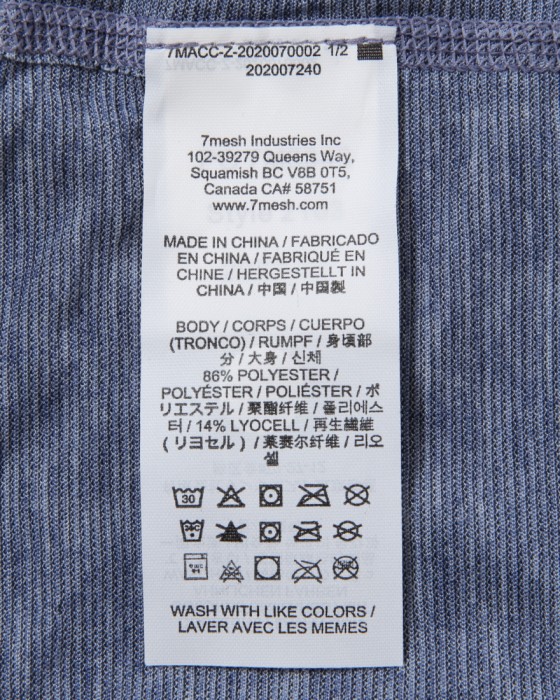 7MACC-Z-2020070002 1/2
202007240
7mesh Industries Inc
102-39279 Queens Way,
Squamish BC V8B 0T5,
Canada CA# 58751
www.7mesh.com
MADE IN CHINA / FABRICADO
EN CHINA / FABRIQUÉ EN
CHINE / HERGESTELLT IN
CHINA / 中国 / 中国製
BODY / CORPS / CUERPO
(TRONCO) / RUMPF / 身頃部
分 / 大身 / 신체
86% POLYESTER /
POLYÉSTER / POLIÉSTER / ポ
リエステル / 聚酯纤维 / 폴리에스
터 / 14% LYOCELL / 再生繊維
( リヨセル ) / 莱赛尔纤维 / 리오
셀
30
WASH WITH LIKE COLORS /
LAVER AVEC LES MEMES